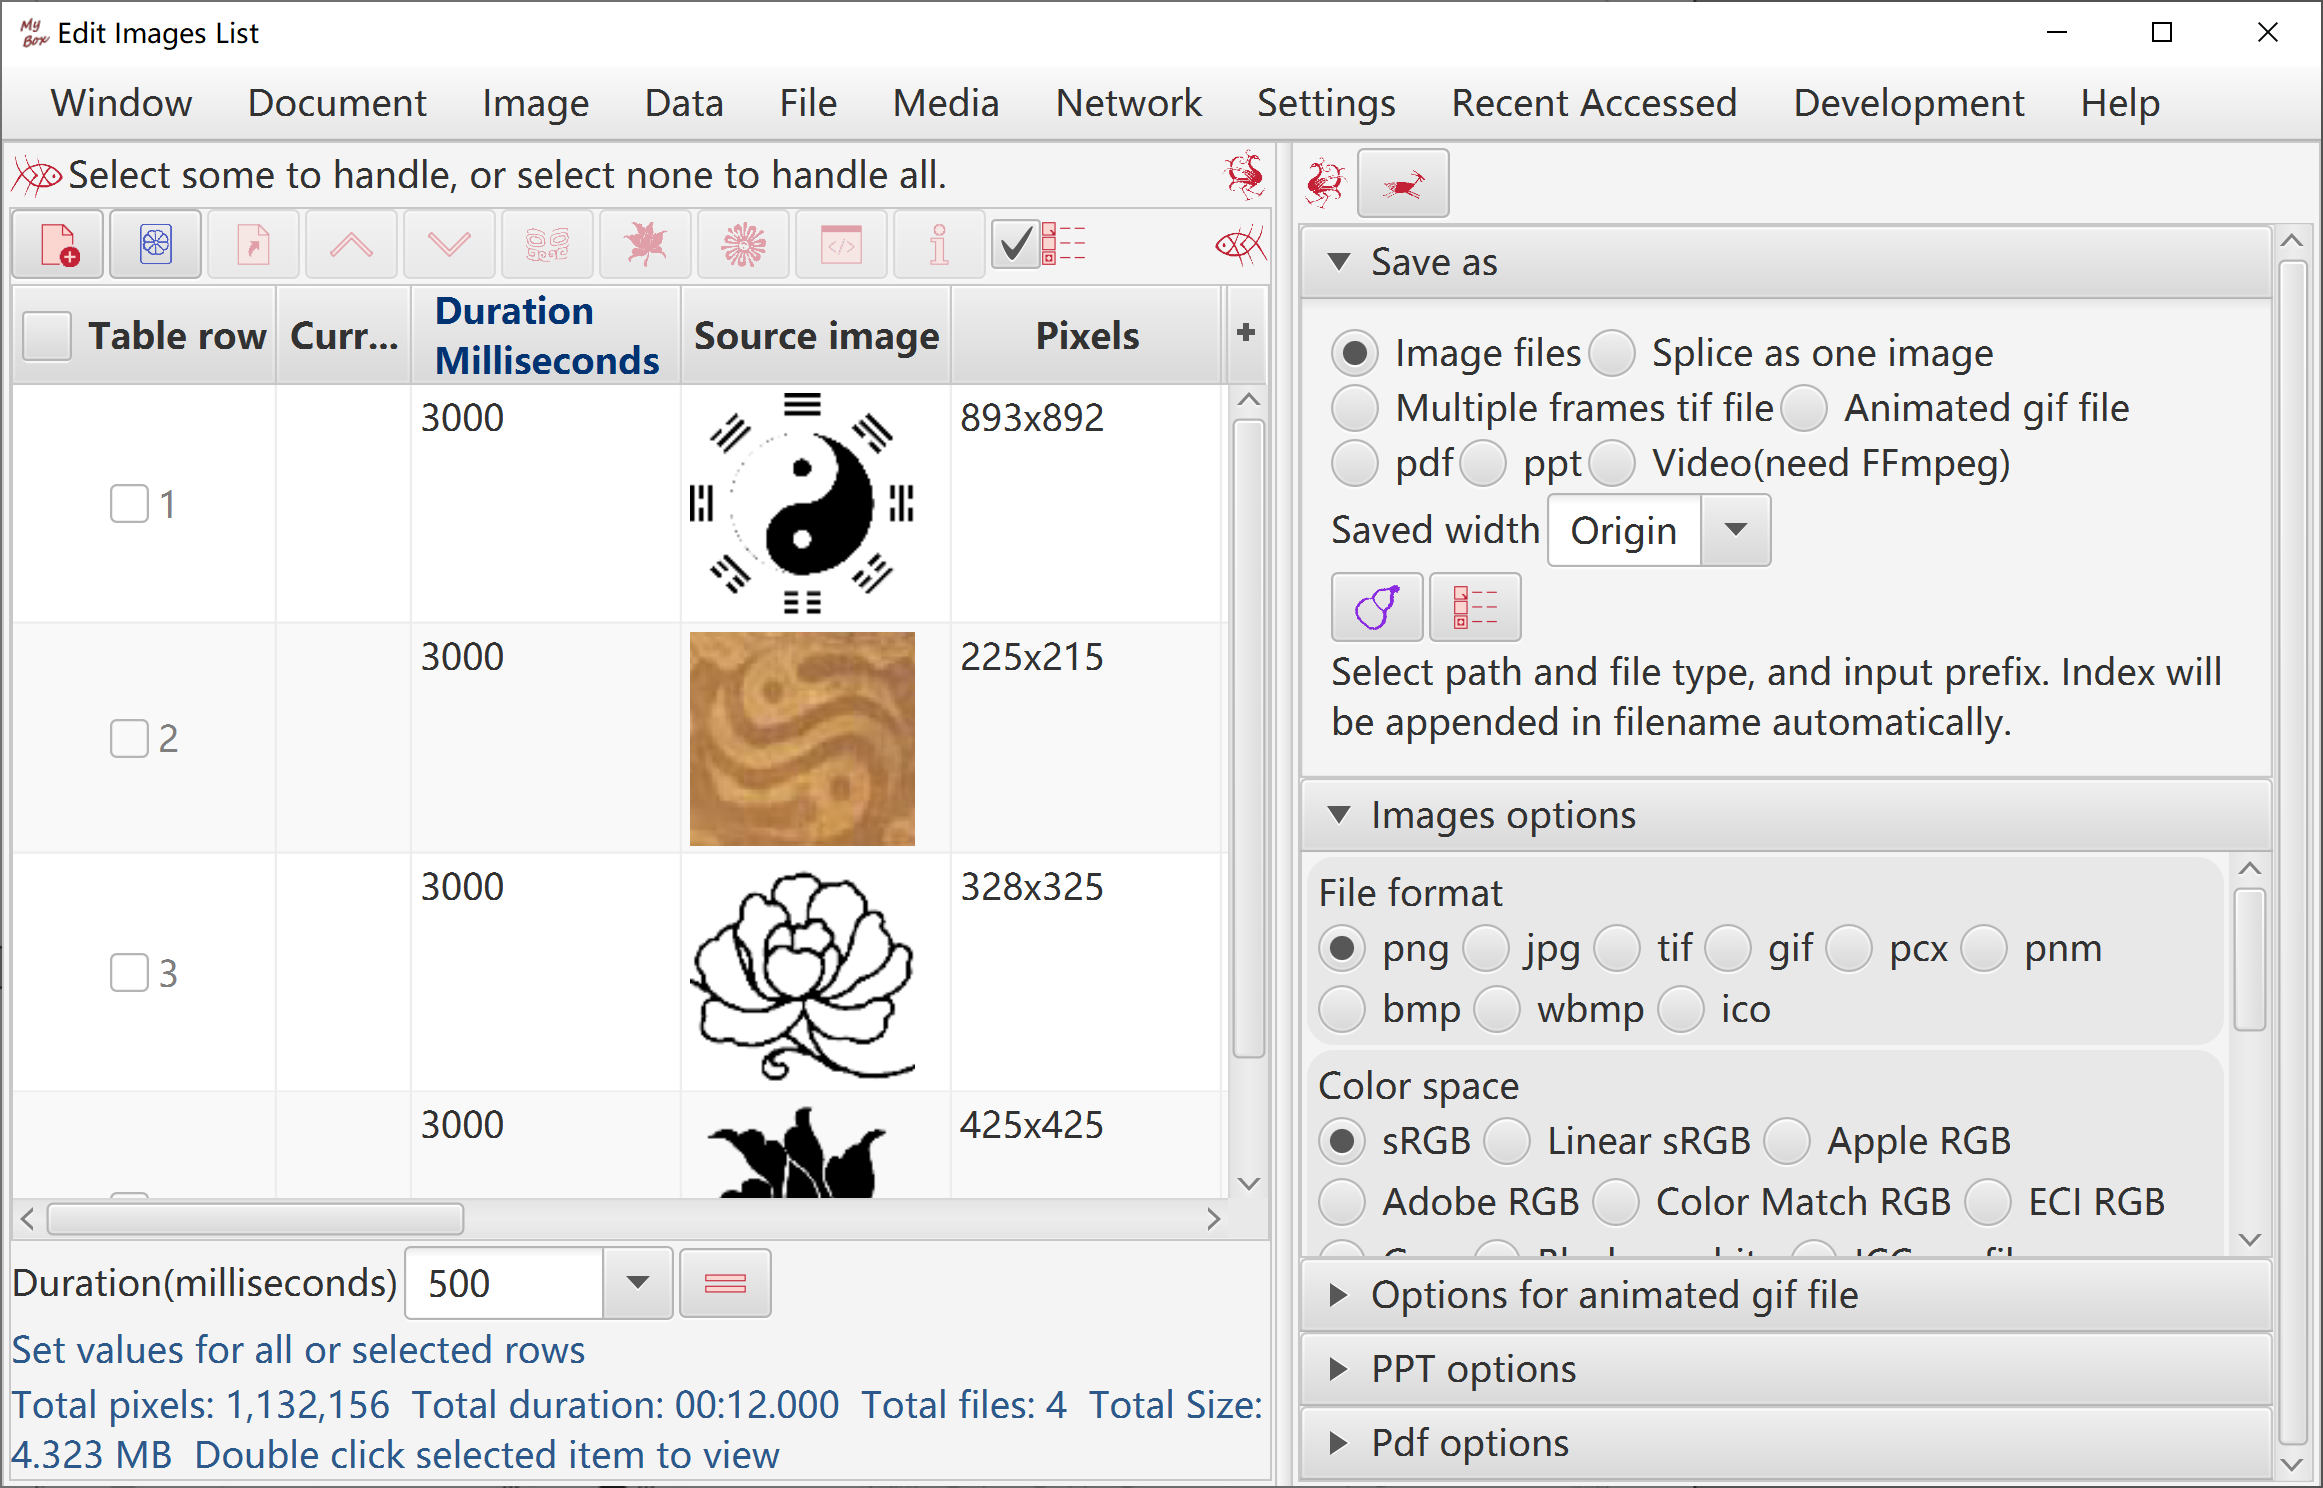 My
Box Edit Images List
Window Document Image Data File Media Network Settings Recent Accessed Development Help
Select some to handle, or select none to handle all.
Table row Curr... Duration Milliseconds Source image Pixels +
1 3000 893x892
2 3000 225x215
3 3000 328x325
3000 425x425
Duration(milliseconds) 500
Set values for all or selected rows
Total pixels: 1,132,156 Total duration: 00:12.000 Total files: 4 Total Size:
4.323 MB Double click selected item to view
Save as
Image files Splice as one image
Multiple frames tif file Animated gif file
pdf ppt Video(need FFmpeg)
Saved width Origin
Select path and file type, and input prefix. Index will
be appended in filename automatically.
Images options
File format
png jpg tif gif pcx pnm
bmp wbmp ico
Color space
sRGB Linear sRGB Apple RGB
Adobe RGB Color Match RGB ECI RGB
Options for animated gif file
PPT options
Pdf options